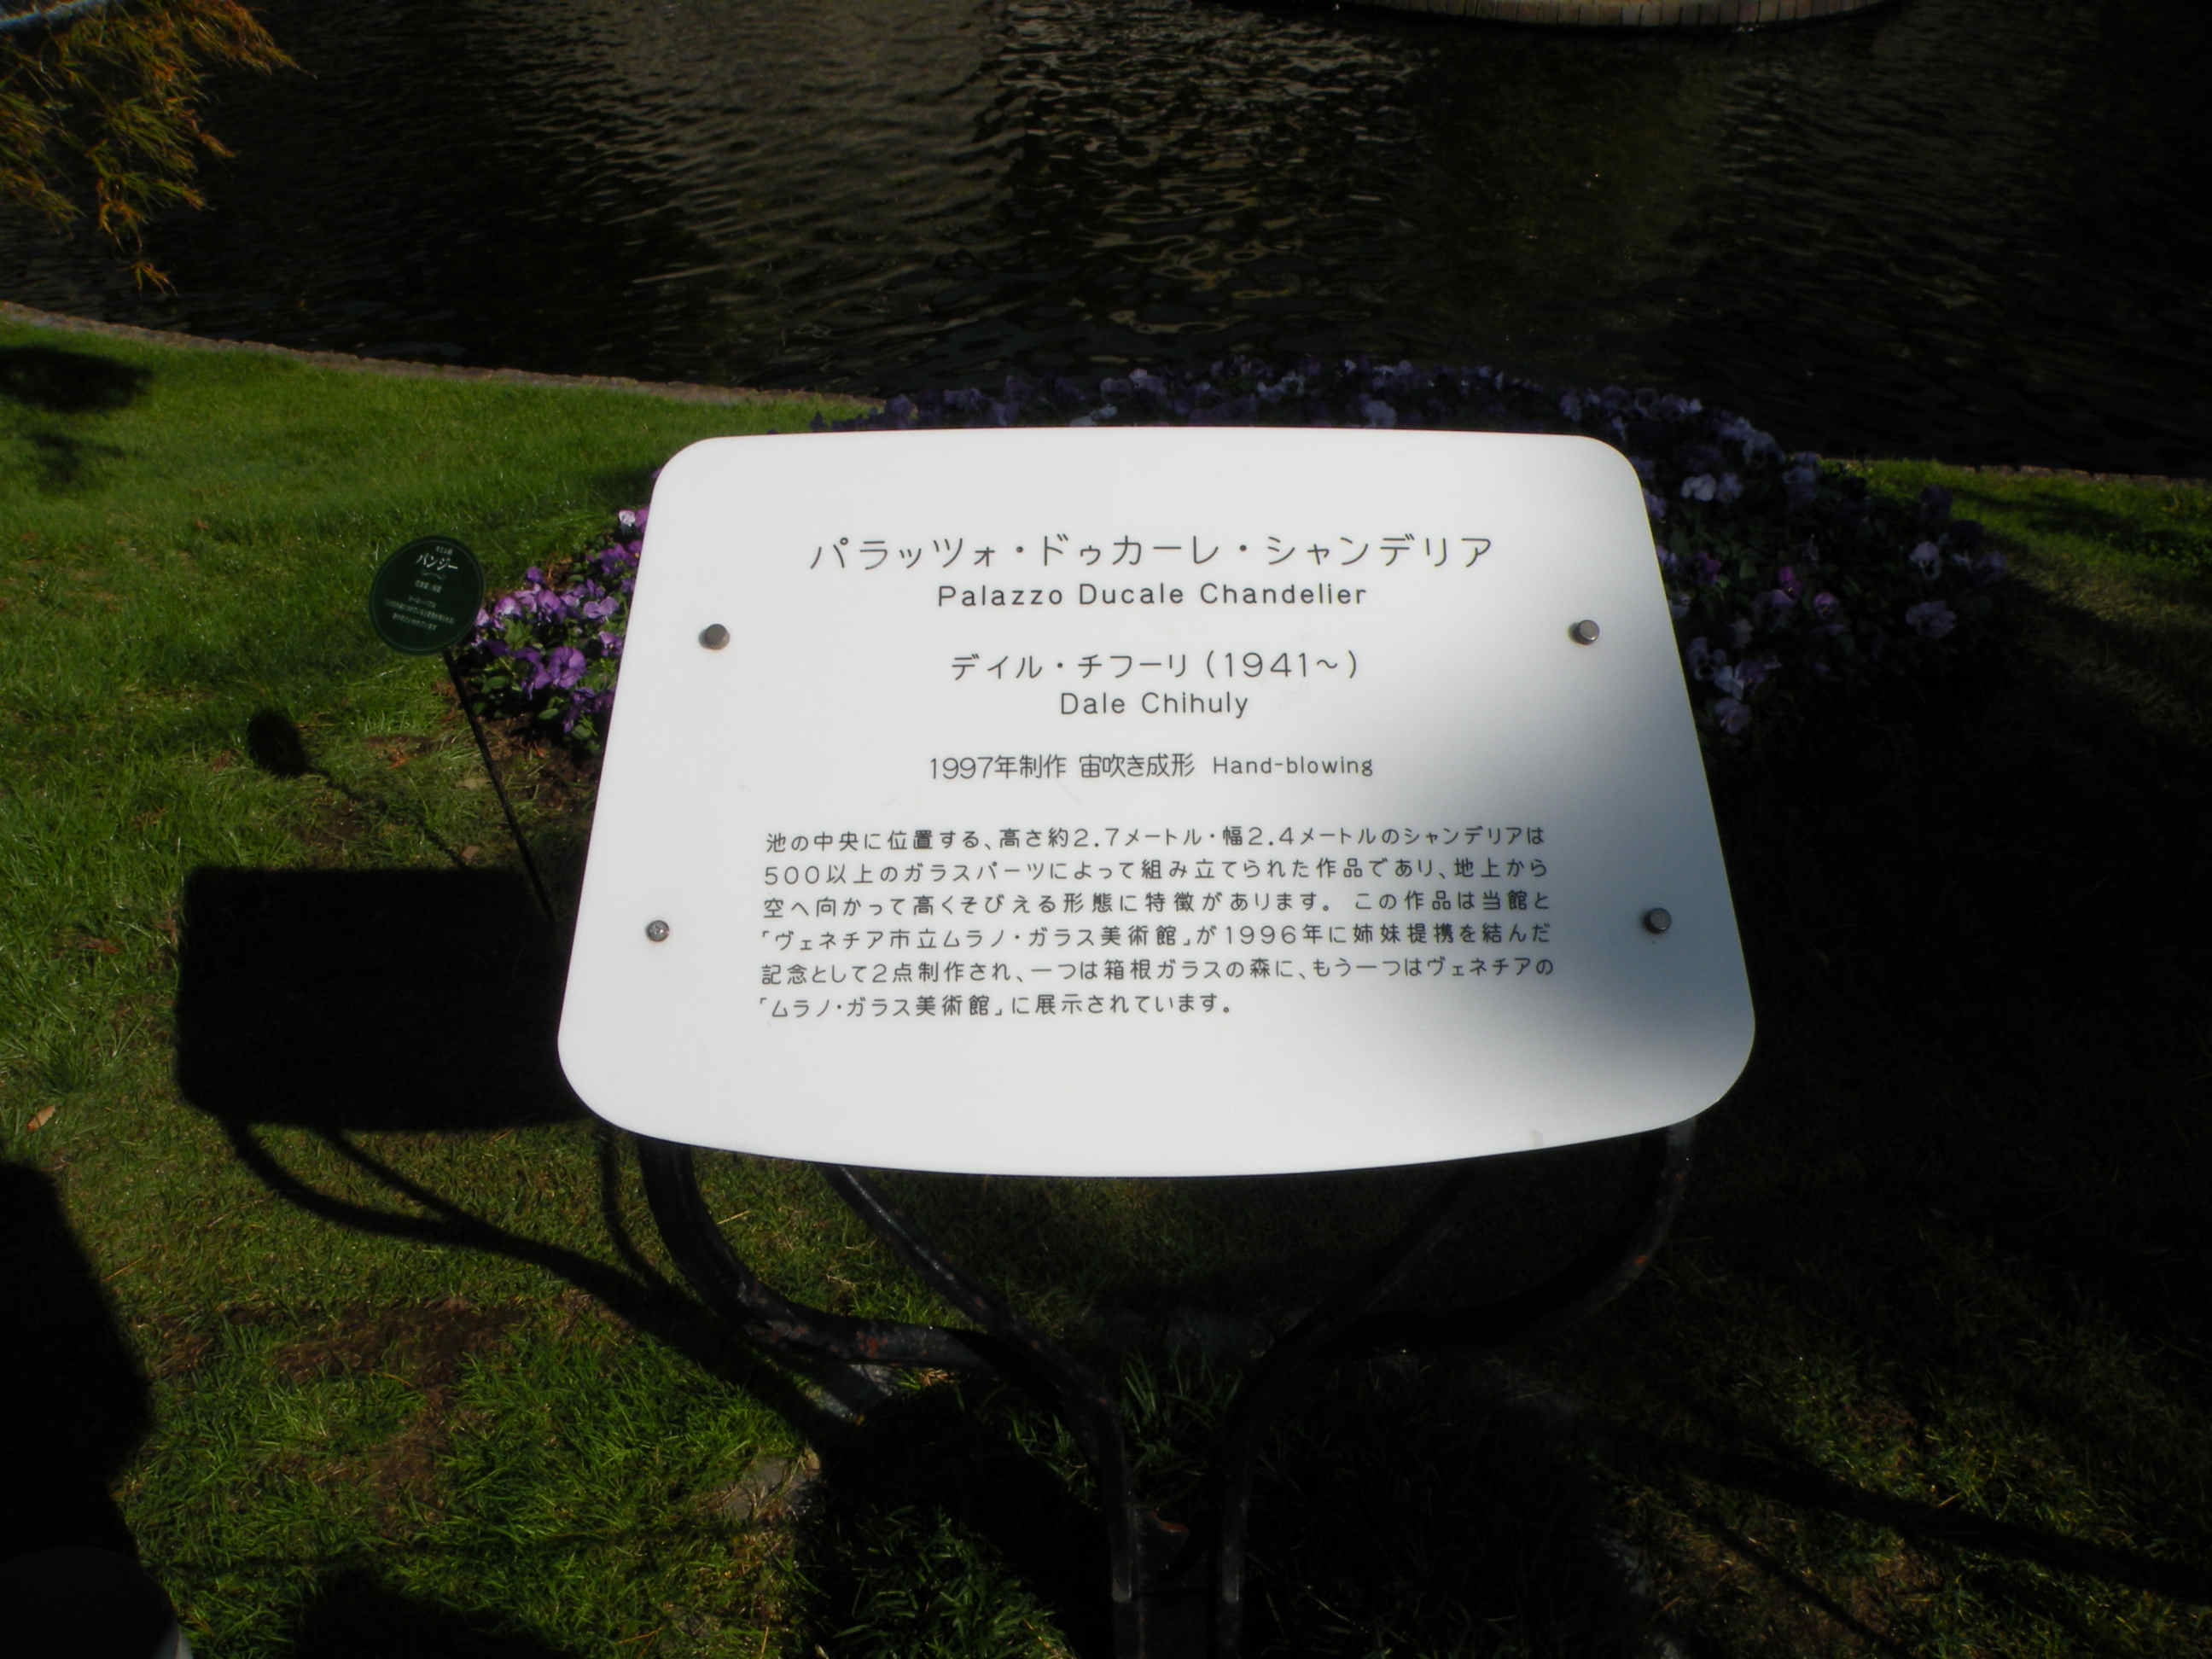 パラッツォ・ドゥカーレ・シャンデリア
Palazzo Ducale Chandelier
デイル・チフーリ(1941〜)
Dale Chihuly
1997年制作 宙吹き成形 Hand-blowing
池の中央に位置する、高さ約2.7メートル・幅2.4メートルのシャンデリアは
500以上のガラスパーツによって組み立てられた作品であり、地上から
空へ向かって高くそびえる形態に特徴があります。 この作品は当館と
「ヴェネチア市立ムラノ・ガラス美術館」が1996年に姉妹提携を結んだ
記念として2点制作され、一つは箱根ガラスの森に、もう一つはヴェネチアの
「ムラノ・ガラス美術館」に展示されています。
パンジー